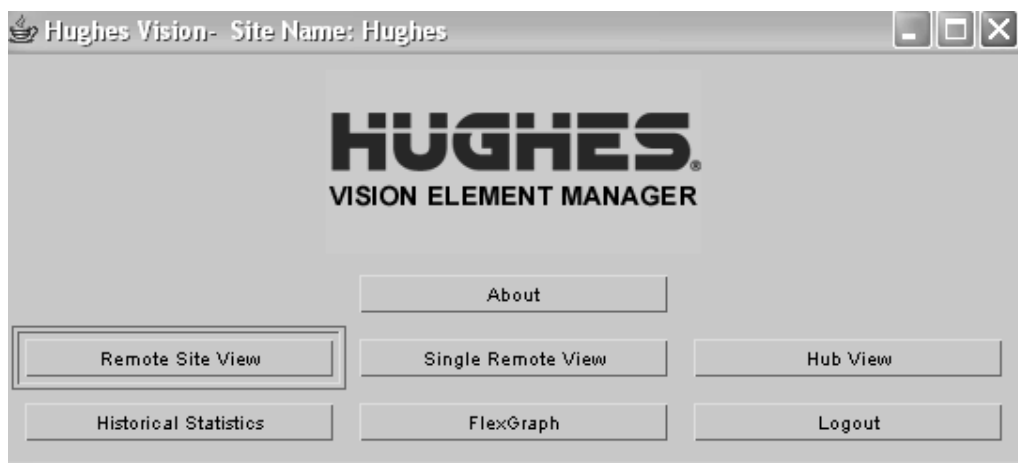 Hughes Vision- Site Name: Hughes
HUGHES®
VISION ELEMENT MANAGER
About
Remote Site View Single Remote View Hub View
Historical Statistics FlexGraph Logout